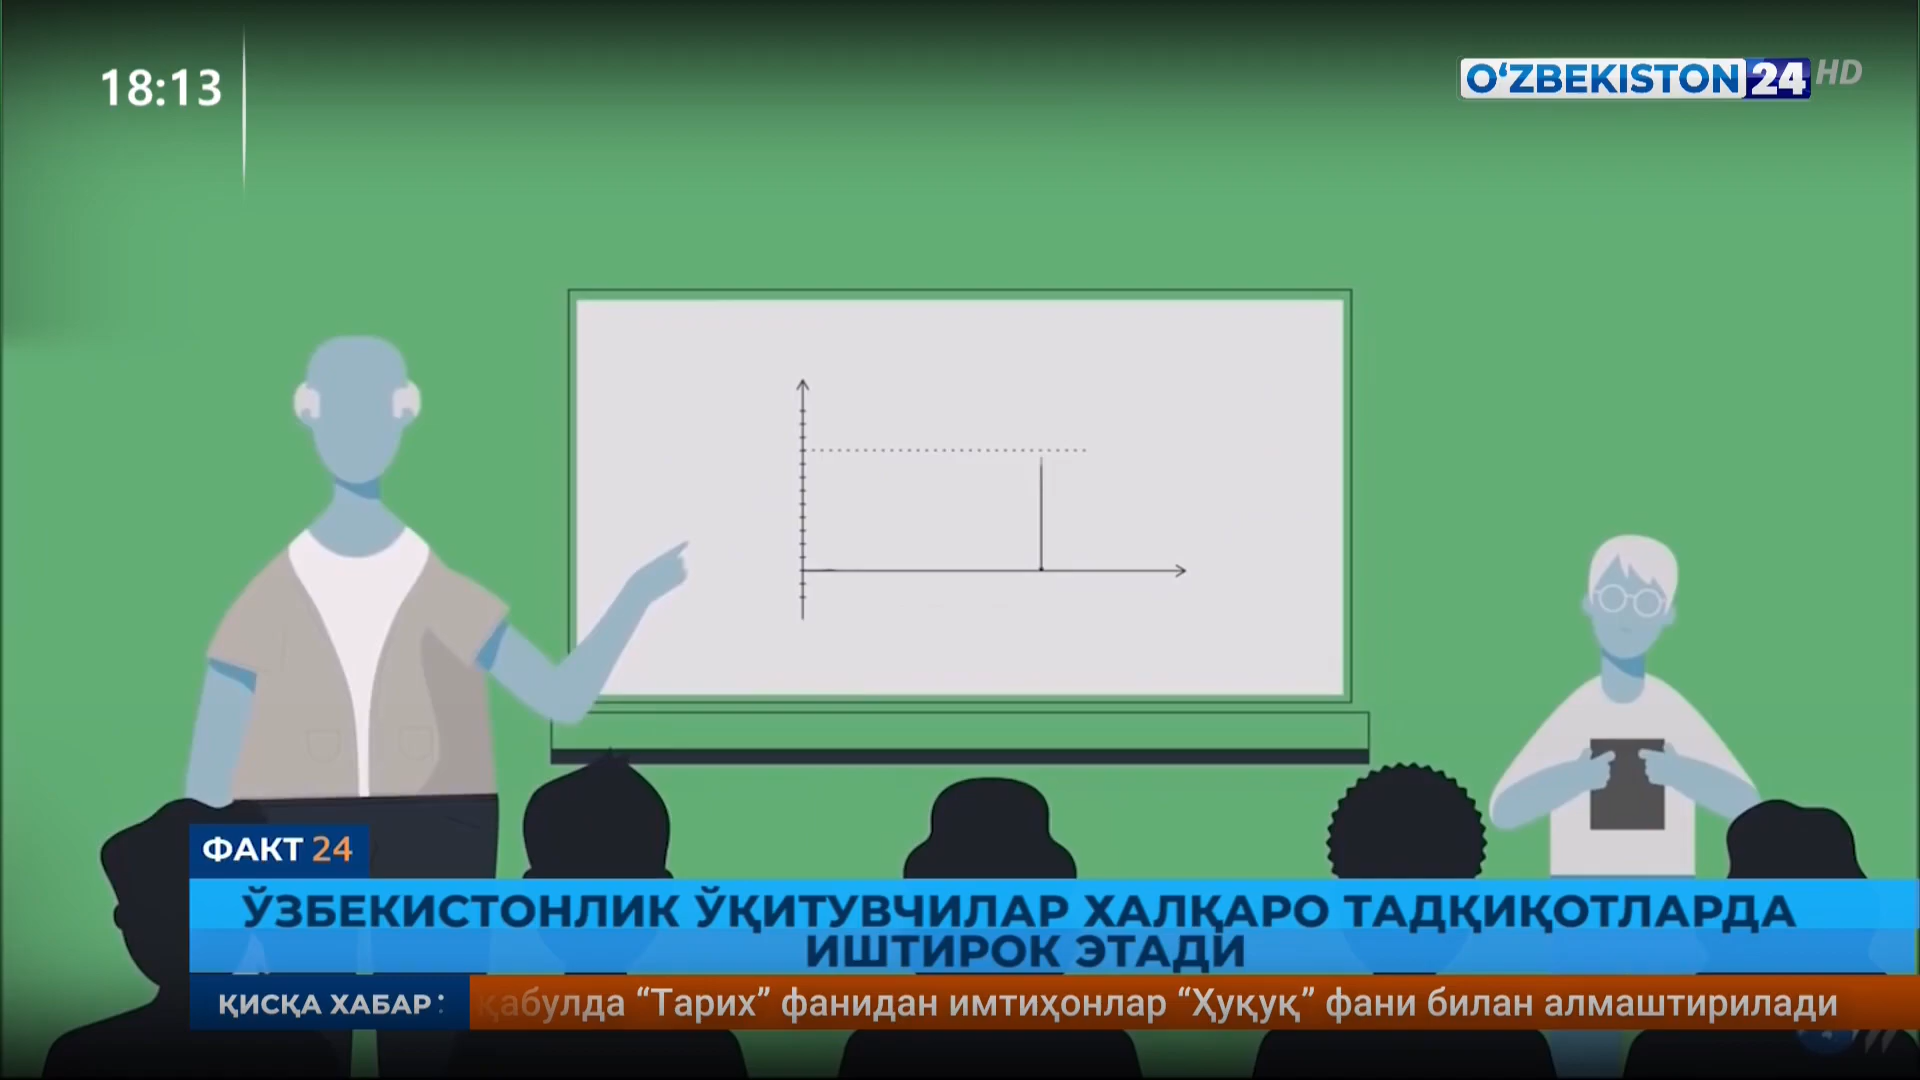 18:13
O‘ZBEKISTON 24 HD
ФАКТ 24
ЎЗБЕКИСТОНЛИК ЎҚИТУВЧИЛАР ХАЛҚАРО ТАДҚИҚОТЛАРДА
ИШТИРОК ЭТАДИ
ҚИСҚА ХАБАР :
қабулда “Тарих” фанидан имтиҳонлар “Ҳуқуқ” фани билан алмаштирилади